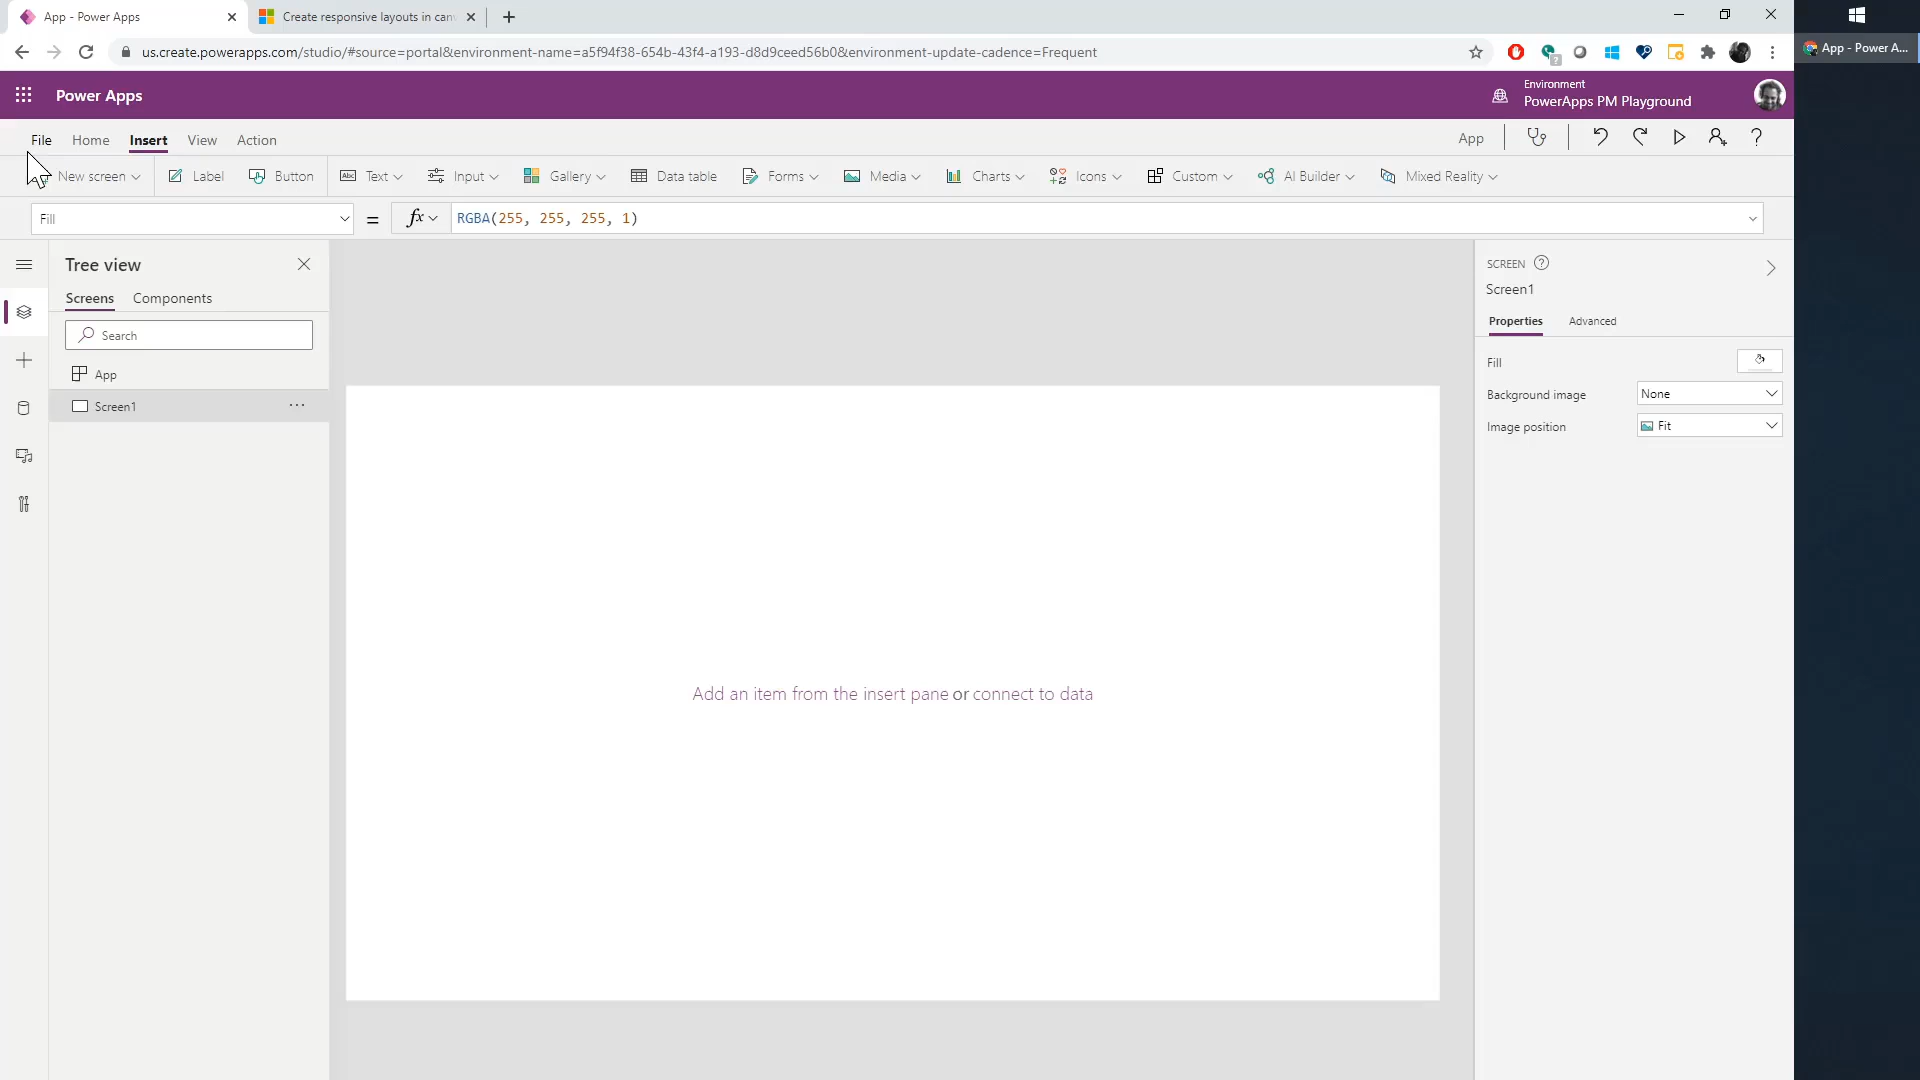 App - Power Apps
Create responsive layouts in can
us.create.powerapps.com/studio/#source=portal&environment-name=a5f94f38-654b-43f4-a193-d8d9ceed56b0&environment-update-cadence=Frequent
App - Power A...
Power Apps
Environment
PowerApps PM Playground
File
Home
Insert
View
Action
App
New screen
Label
Button
Abc
Text
Input
Gallery
Data table
Forms
Media
Charts
Icons
Custom
AI Builder
Mixed Reality
Fill
=
fx
RGBA(255, 255, 255, 1)
Tree view
Screens
Components
Search
App
Screen1
Add an item from the insert pane or connect to data
SCREEN
Screen1
Properties
Advanced
Fill
Background image
None
Image position
Fit